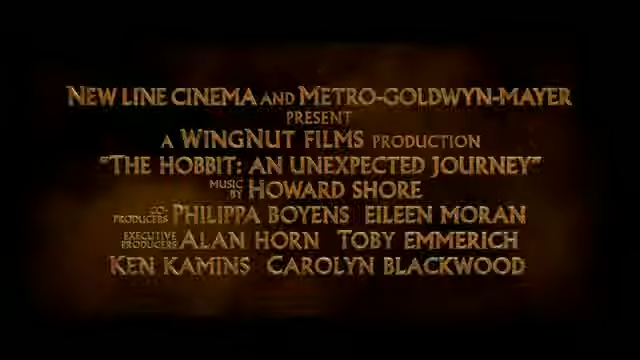 NEW LINE CINEMA AND METRO-GOLDWYN-MAYER
PRESENT
A WINGNUT FILMS PRODUCTION
"THE HOBBIT: AN UNEXPECTED JOURNEY"
MUSIC BY HOWARD SHORE
CO-PRODUCERS PHILIPPA BOYENS EILEEN MORAN
EXECUTIVE PRODUCERS ALAN HORN TOBY EMMERICH
KEN KAMINS CAROLYN BLACKWOOD